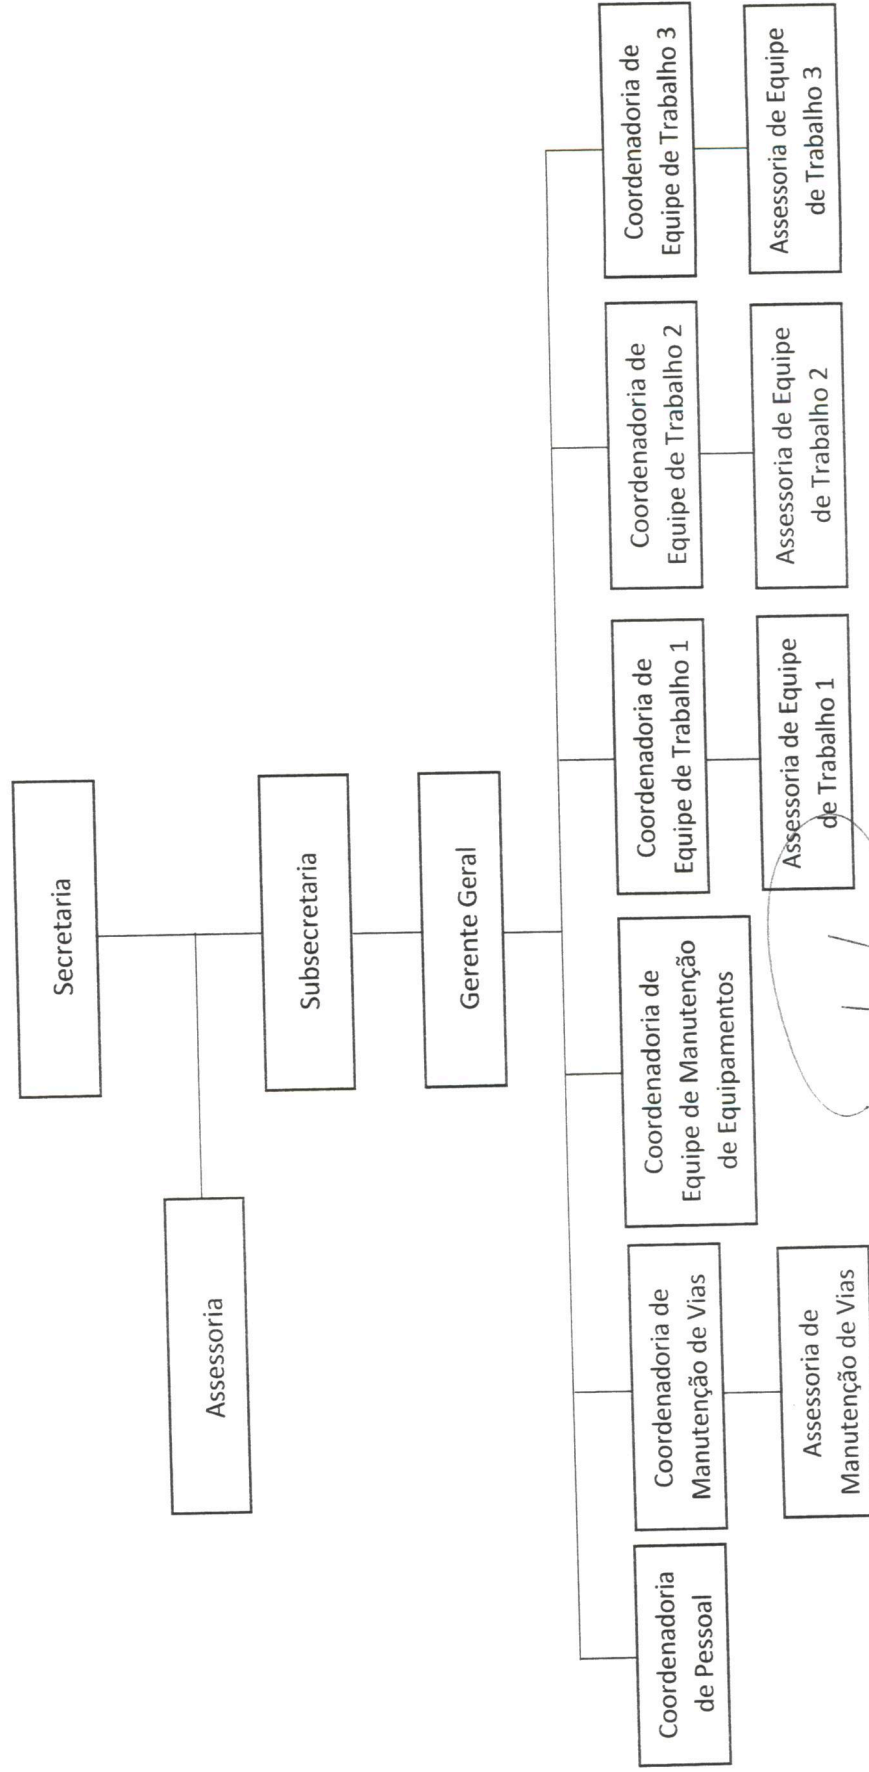 Secretaria
Assessoria
Subsecretaria
Gerente Geral
Coordenadoria
de Pessoal
Coordenadoria de
Manutenção de Vias
Coordenadoria de
Equipe de Manutenção
de Equipamentos
Coordenadoria de
Equipe de Trabalho 1
Coordenadoria de
Equipe de Trabalho 2
Coordenadoria de
Equipe de Trabalho 3
Assessoria de
Manutenção de Vias
Assessoria de Equipe
de Trabalho 1
Assessoria de Equipe
de Trabalho 2
Assessoria de Equipe
de Trabalho 3